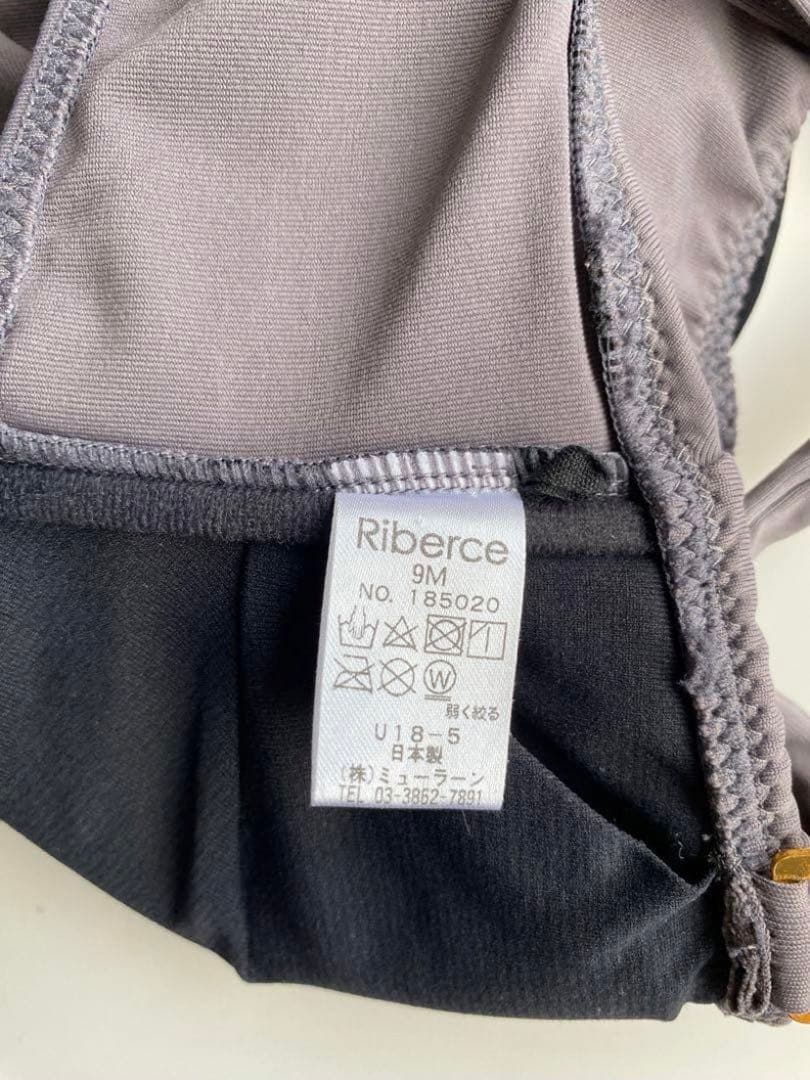 Riberce
9M
NO. 185020
W
弱く絞る
U18-5
日本製
(株)ミューラーン
TEL 03-3862-7891